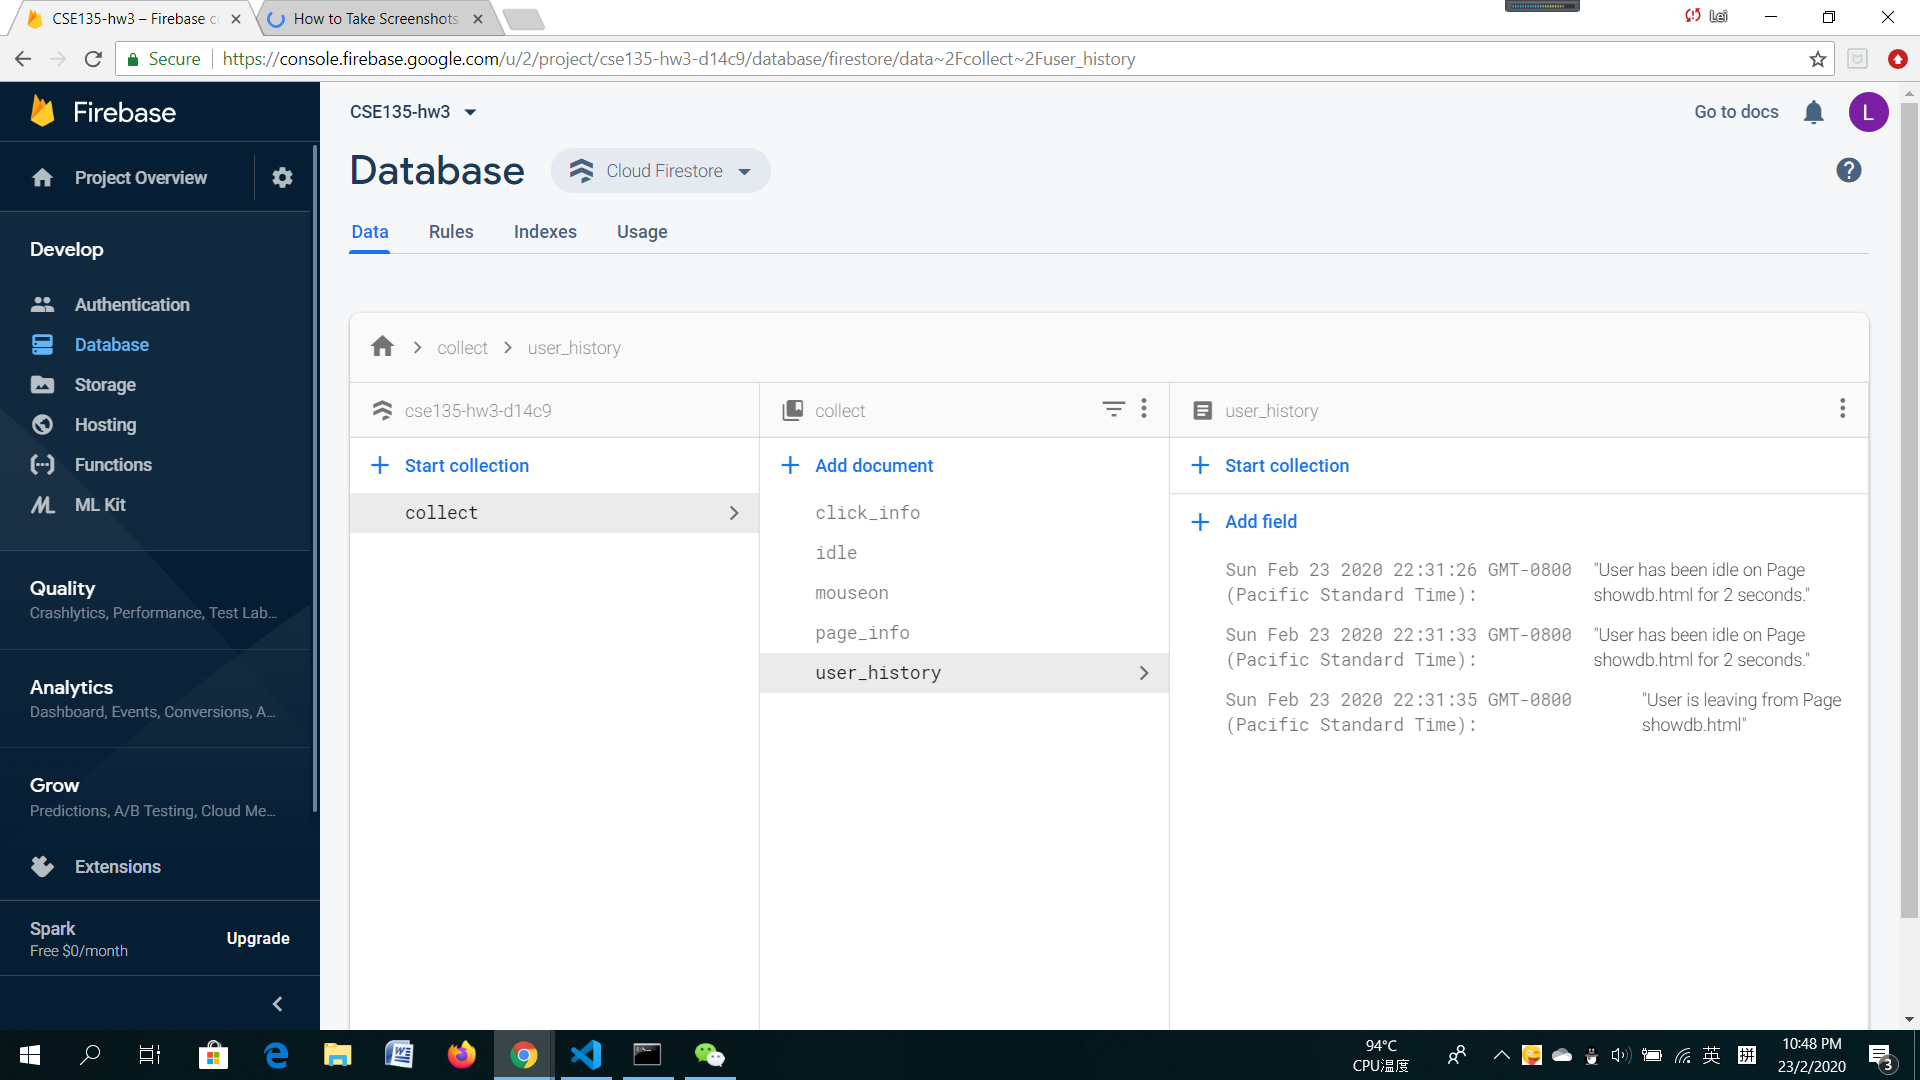 CSE135-hw3 – Firebase co
How to Take Screenshots
Lei
Secure
https://console.firebase.google.com/u/2/project/cse135-hw3-d14c9/database/firestore/data~2Fcollect~2Fuser_history
Firebase
Project Overview
Develop
Authentication
Database
Storage
Hosting
Functions
ML Kit
Quality
Crashlytics, Performance, Test Lab...
Analytics
Dashboard, Events, Conversions, A...
Grow
Predictions, A/B Testing, Cloud Me...
Extensions
Spark
Free $0/month
Upgrade
CSE135-hw3
Go to docs
L
Database
Cloud Firestore
?
Data
Rules
Indexes
Usage
collect
user_history
cse135-hw3-d14c9
Start collection
collect
collect
Add document
click_info
idle
mouseon
page_info
user_history
user_history
Start collection
Add field
Sun Feb 23 2020 22:31:26 GMT-0800
(Pacific Standard Time):
"User has been idle on Page
showdb.html for 2 seconds."
Sun Feb 23 2020 22:31:33 GMT-0800
(Pacific Standard Time):
"User has been idle on Page
showdb.html for 2 seconds."
Sun Feb 23 2020 22:31:35 GMT-0800
(Pacific Standard Time):
"User is leaving from Page
showdb.html"
94℃
CPU温度
英
拼
10:48 PM
23/2/2020
3